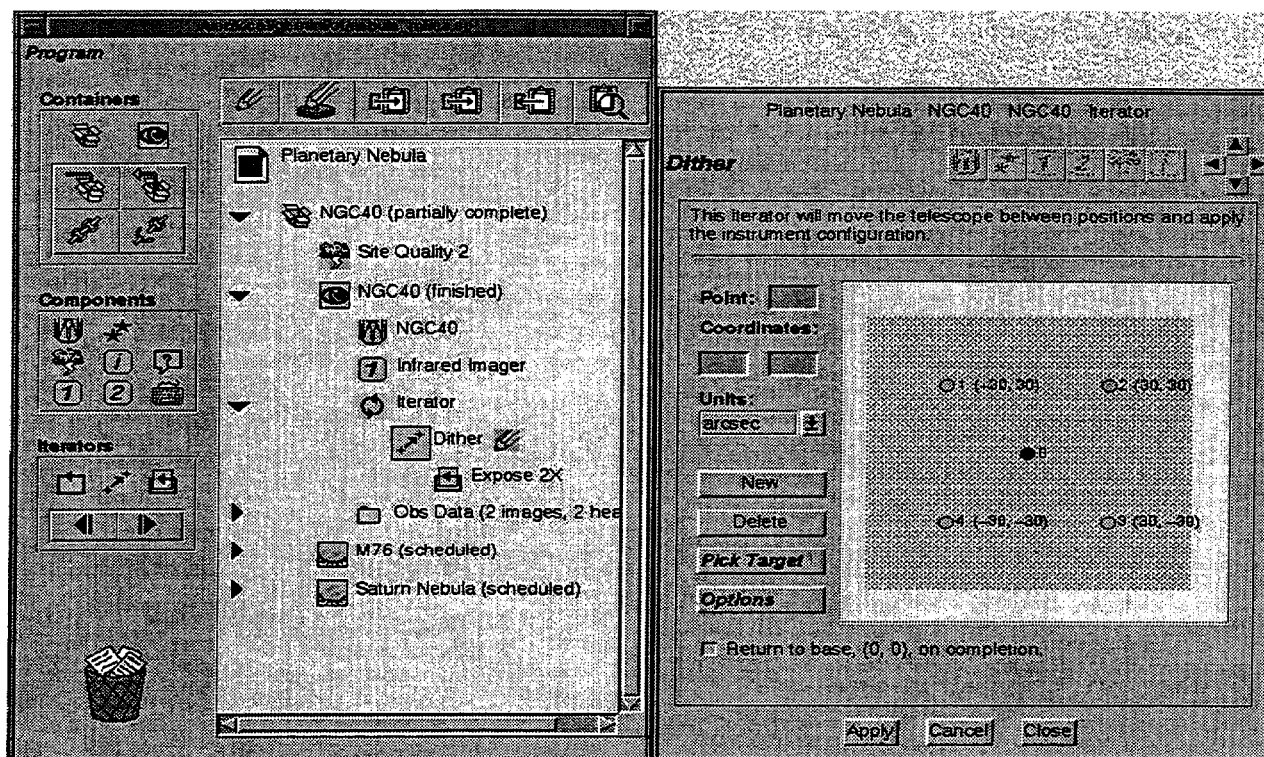 Program
Containers
Components
Iterators
Planetary Nebula
NGC40 (partially complete)
Site Quality 2
NGC40 (finished)
NGC40
Infrared Imager
Iterator
Dither
Expose 2X
Obs Data (2 images, 2 hea
M76 (scheduled)
Saturn Nebula (scheduled)
Planetary Nebula NGC40 NGC40 Iterator
Dither
This iterator will move the telescope between positions and apply
the instrument configuration.
Point:
Coordinates:
Units:
arcsec
New
Delete
Pick Target
Options
1 (-30, 30)
2 (30, 30)
4 (-30, -30)
3 (30, -30)
Return to base, (0, 0), on completion.
Apply Cancel Close